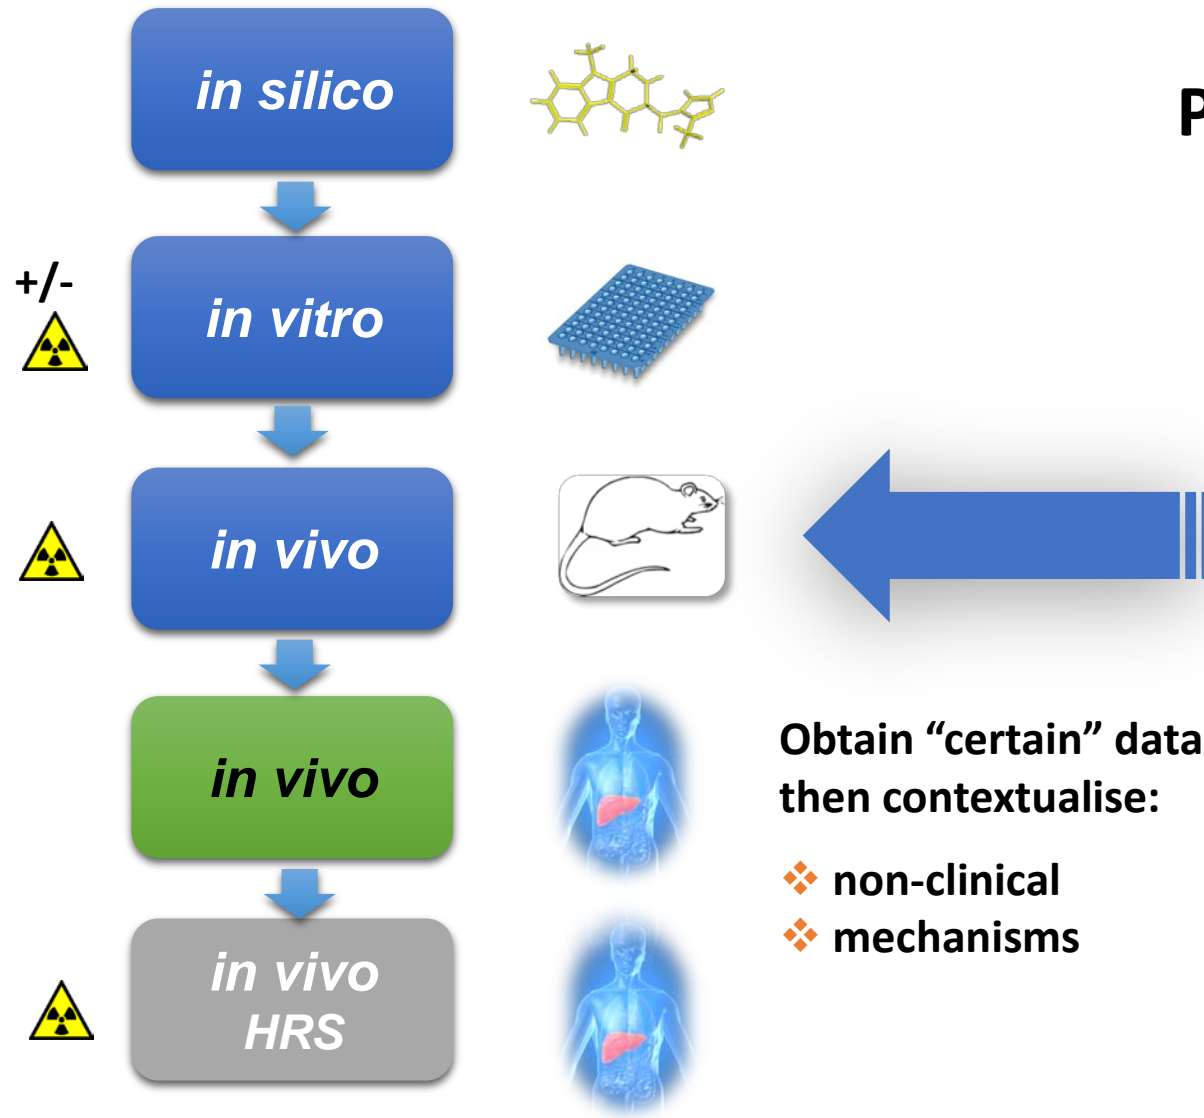 in silico
P
+/-
in vitro
in vivo
in vivo
Obtain “certain” data
then contextualise:
❖ non-clinical
❖ mechanisms
in vivo
HRS